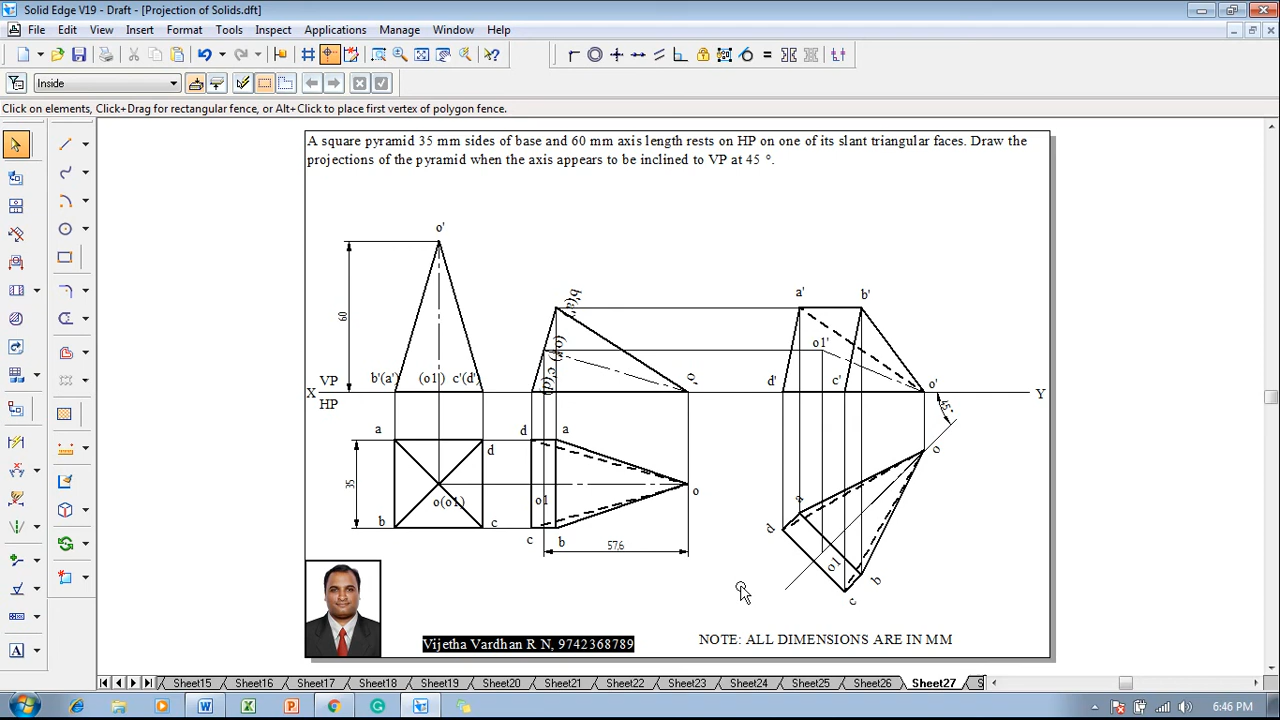 Solid Edge V19 - Draft - [Projection of Solids.dft]
File Edit View Insert Format Tools Inspect Applications Manage Window Help
Inside
Click on elements, Click+Drag for rectangular fence, or Alt+Click to place first vertex of polygon fence.
A square pyramid 35 mm sides of base and 60 mm axis length rests on HP on one of its slant triangular faces. Draw the
projections of the pyramid when the axis appears to be inclined to VP at 45 °.
o'
b'(a')
a' b'
60
(o1')
o1'
b'(a') (o1') c'(d')
c'(d')
o'
d' c' o'
X VP
HP
Y
45°
a
d
d a
o
35
o(o1)
o1
o
a
b c
c b
57,6
d
o1
b
c
Vijetha Vardhan R N, 9742368789
NOTE: ALL DIMENSIONS ARE IN MM
Sheet15 Sheet16 Sheet17 Sheet18 Sheet19 Sheet20 Sheet21 Sheet22 Sheet23 Sheet24 Sheet25 Sheet26 Sheet27 S
6:46 PM